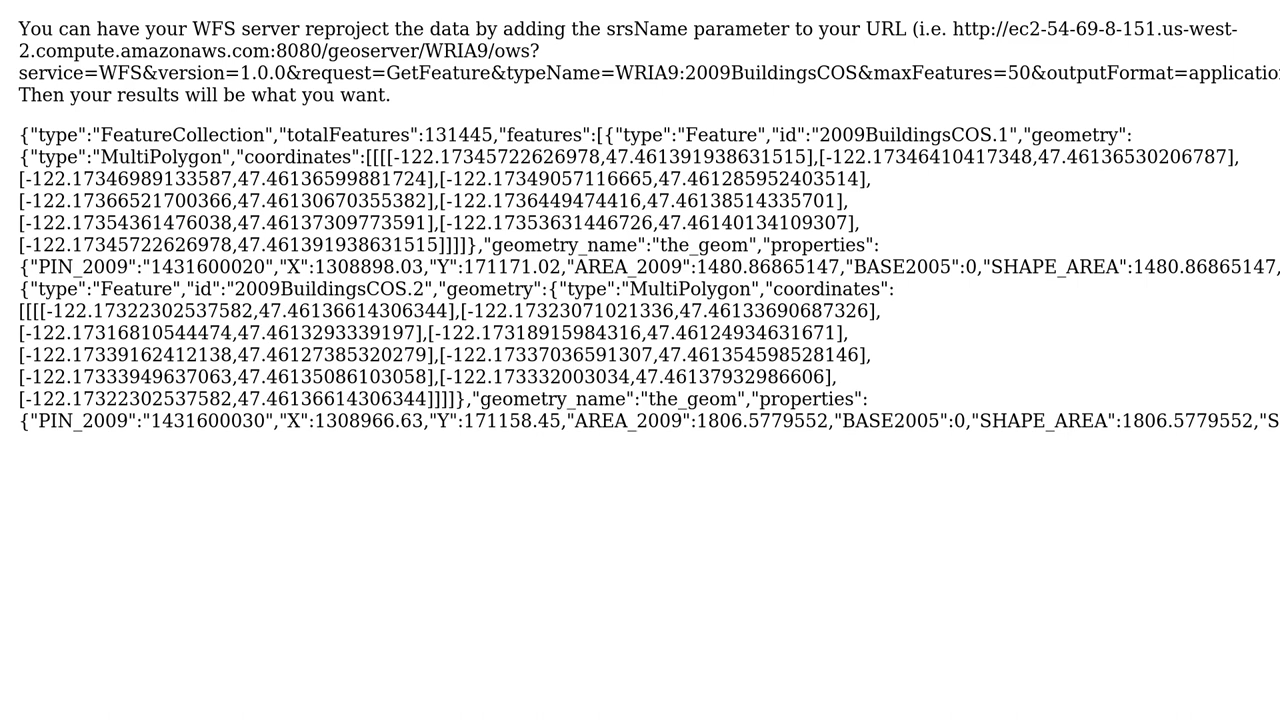 You can have your WFS server reproject the data by adding the srsName parameter to your URL (i.e. http://ec2-54-69-8-151.us-west-
2.compute.amazonaws.com:8080/geoserver/WRIA9/ows?
service=WFS&version=1.0.0&request=GetFeature&typeName=WRIA9:2009BuildingsCOS&maxFeatures=50&outputFormat=application
Then your results will be what you want.
{"type":"FeatureCollection","totalFeatures":131445,"features":[{"type":"Feature","id":"2009BuildingsCOS.1","geometry":
{"type":"MultiPolygon","coordinates":[[[[-122.17345722626978,47.461391938631515],[-122.17346410417348,47.46136530206787],
[-122.17346989133587,47.46136599881724],[-122.17349057116665,47.461285952403514],
[-122.17366521700366,47.46130670355382],[-122.1736449474416,47.46138514335701],
[-122.17354361476038,47.46137309773591],[-122.17353631446726,47.46140134109307],
[-122.17345722626978,47.461391938631515]]]]},"geometry_name":"the_geom","properties":
{"PIN_2009":"1431600020","X":1308898.03,"Y":171171.02,"AREA_2009":1480.86865147,"BASE2005":0,"SHAPE_AREA":1480.86865147,
{"type":"Feature","id":"2009BuildingsCOS.2","geometry":{"type":"MultiPolygon","coordinates":
[[[[-122.17322302537582,47.46136614306344],[-122.17323071021336,47.46133690687326],
[-122.17316810544474,47.4613293339197],[-122.17318915984316,47.46124934631671],
[-122.17339162412138,47.46127385320279],[-122.17337036591307,47.461354598528146],
[-122.17333949637063,47.46135086103058],[-122.173332003034,47.46137932986606],
[-122.17322302537582,47.46136614306344]]]]},"geometry_name":"the_geom","properties":
{"PIN_2009":"1431600030","X":1308966.63,"Y":171158.45,"AREA_2009":1806.5779552,"BASE2005":0,"SHAPE_AREA":1806.5779552,"S